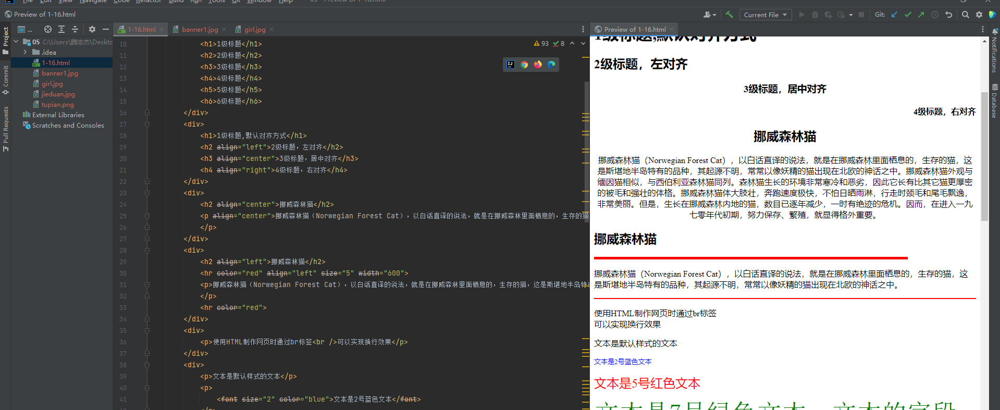 File Edit View Navigate Code Refactor Build Run Tools Git Window Help 05 - Preview of 1-16.html
Preview of 1-16.html
Current File
Git:
Project
Commit
Pull Requests
...
05 C:\Users\魏志杰\Deskto
.idea
1-16.html
banner1.jpg
girl.jpg
jieduan.jpg
tupian.png
External Libraries
Scratches and Consoles
1-16.html banner1.jpg girl.jpg
93 8
10 <h1>1级标题</h1>
11 <h2>2级标题</h2>
12 <h3>3级标题</h3>
13 <h4>4级标题</h4>
14 <h5>5级标题</h5>
15 <h6>6级标题</h6>
16 </div>
17 <div>
18 <h1>1级标题,默认对齐方式</h1>
19 <h2 align="left">2级标题，左对齐</h2>
20 <h3 align="center">3级标题，居中对齐</h3>
21 <h4 align="right">4级标题，右对齐</h4>
22 </div>
23 <div>
24 <h2 align="center">挪威森林猫</h2>
25 <p align="center">挪威森林猫（Norwegian Forest Cat），以白话直译的说法，就是在挪威森林里面栖息的，生存的猫
26 </p>
27 </div>
28 <div>
29 <h2 align="left">挪威森林猫</h2>
30 <hr color="red" align="left" size="5" width="600">
31 <p>挪威森林猫（Norwegian Forest Cat），以白话直译的说法，就是在挪威森林里面栖息的，生存的猫，这是斯堪地半岛特
32 </p>
33 <hr color="red">
34 </div>
35 <div>
36 <p>使用HTML制作网页时通过br标签<br />可以实现换行效果</p>
37 </div>
38 <div>
39 <p>文本是默认样式的文本</p>
40 <p>
41 <font size="2" color="blue">文本是2号蓝色文本</font>
Preview of 1-16.html
1级标题,默认对齐方式
2级标题，左对齐
3级标题，居中对齐
4级标题，右对齐
挪威森林猫
挪威森林猫（Norwegian Forest Cat），以白话直译的说法，就是在挪威森林里面栖息的，生存的猫，这
是斯堪地半岛特有的品种，其起源不明，常常以像妖精的猫出现在北欧的神话之中。挪威森林猫外观与
缅因猫相似，与西伯利亚森林猫同列。森林猫生长的环境非常寒冷和恶劣，因此它长有比其它猫更厚密
的被毛和强壮的体格。挪威森林猫体大肢壮，奔跑速度极快，不怕日晒雨淋，行走时颈毛和尾毛飘逸，
非常美丽。但是，生长在挪威森林内地的猫，数目已逐年减少，一时有绝迹的危机。因而，在进入一九
七零年代初期，努力保存、繁殖，就显得格外重要。
挪威森林猫
挪威森林猫（Norwegian Forest Cat），以白话直译的说法，就是在挪威森林里面栖息的，生存的猫，这
是斯堪地半岛特有的品种，其起源不明，常常以像妖精的猫出现在北欧的神话之中。
使用HTML制作网页时通过br标签
可以实现换行效果
文本是默认样式的文本
文本是2号蓝色文本
文本是5号红色文本
文本是7号绿色文本，文本的字段
Notifications
Database